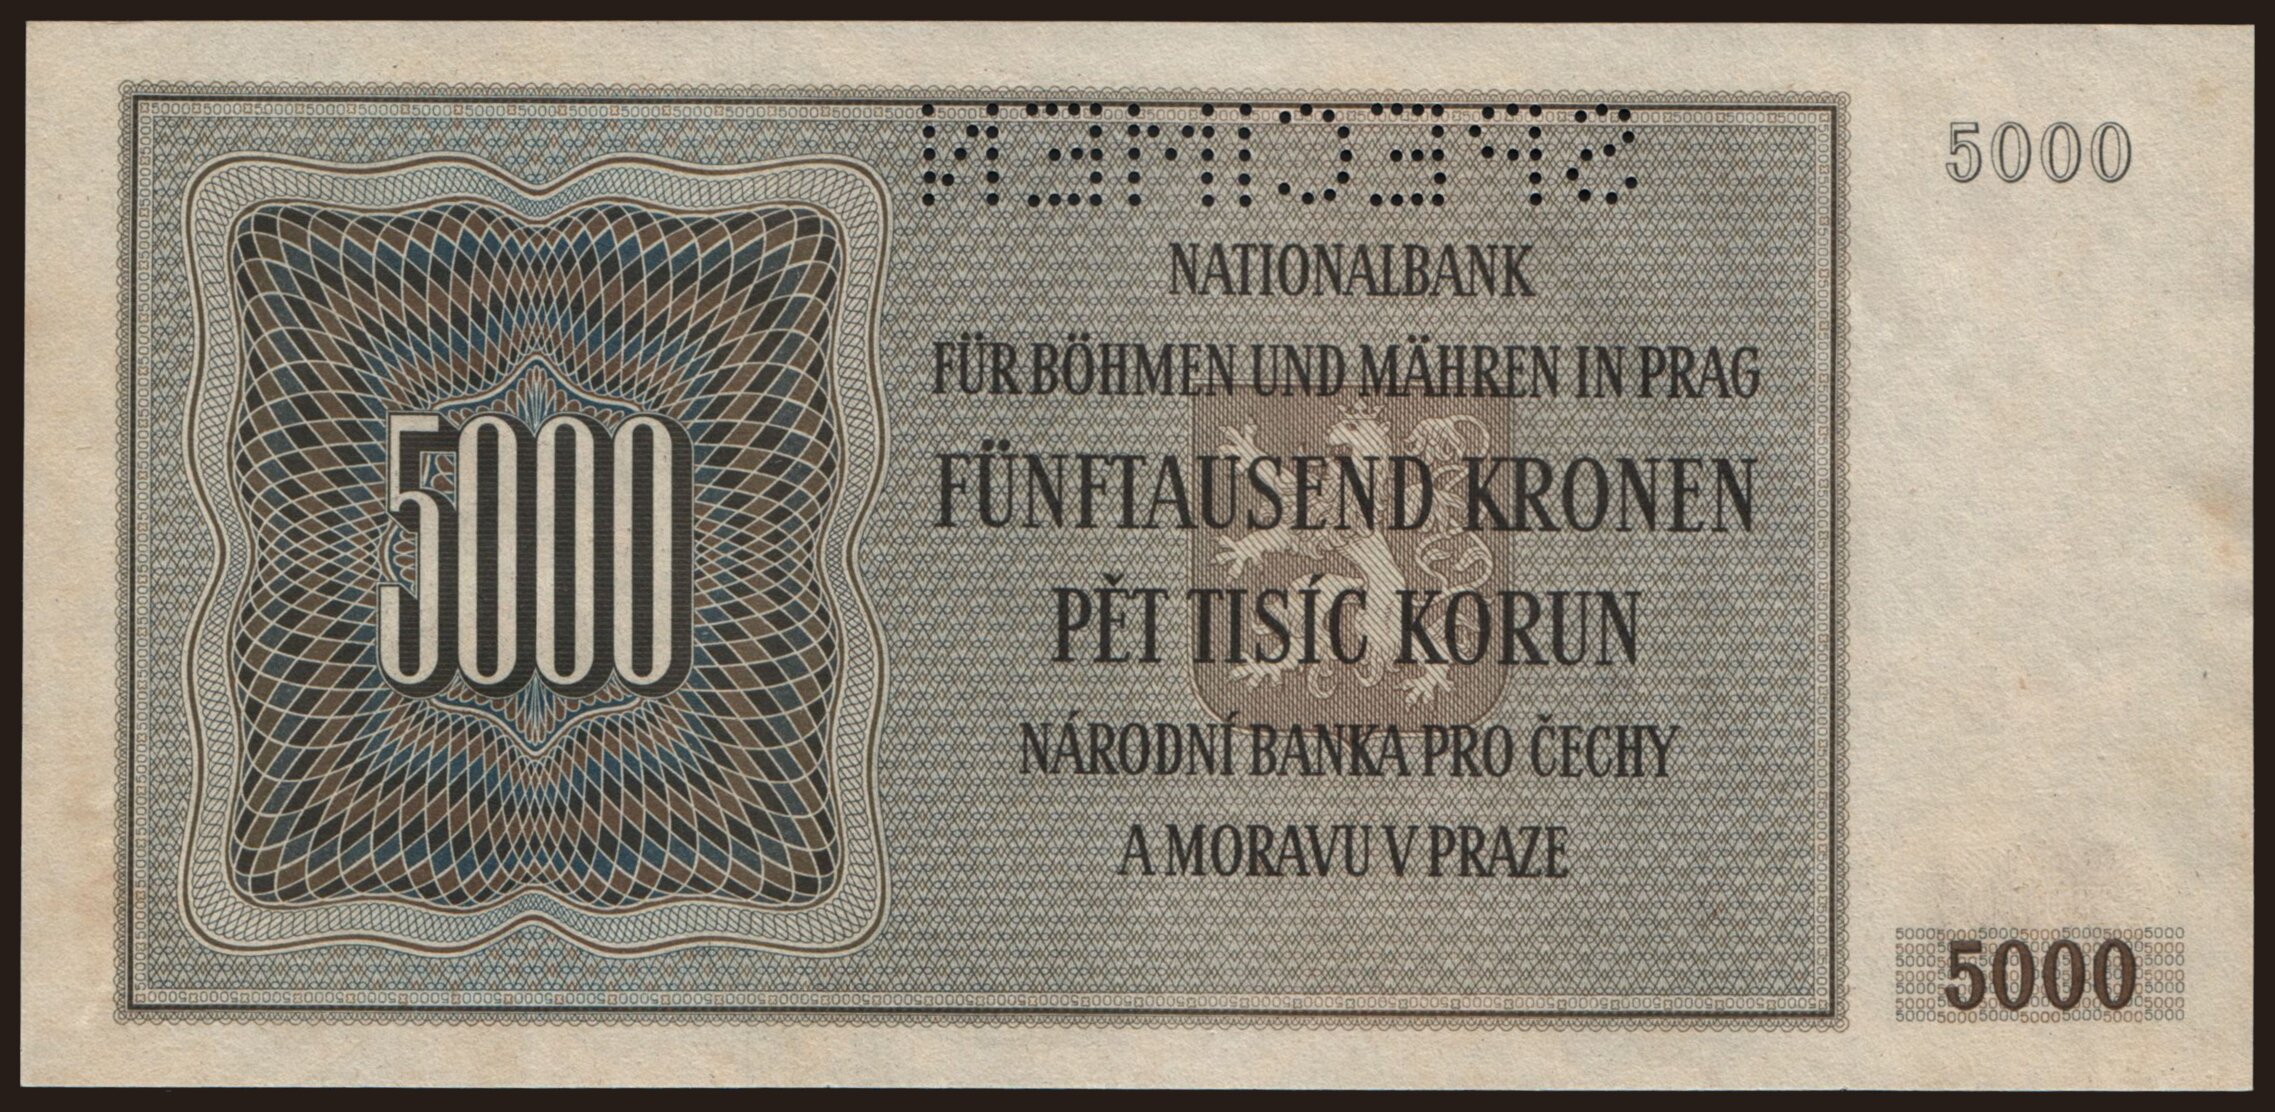 SPECIMEN
5000
NATIONALBANK
FÜR BÖHMEN UND MÄHREN IN PRAG
FÜNFTAUSEND KRONEN
5000
PĚT TISÍC KORUN
NÁRODNÍ BANKA PRO ČECHY
A MORAVU V PRAZE
5000